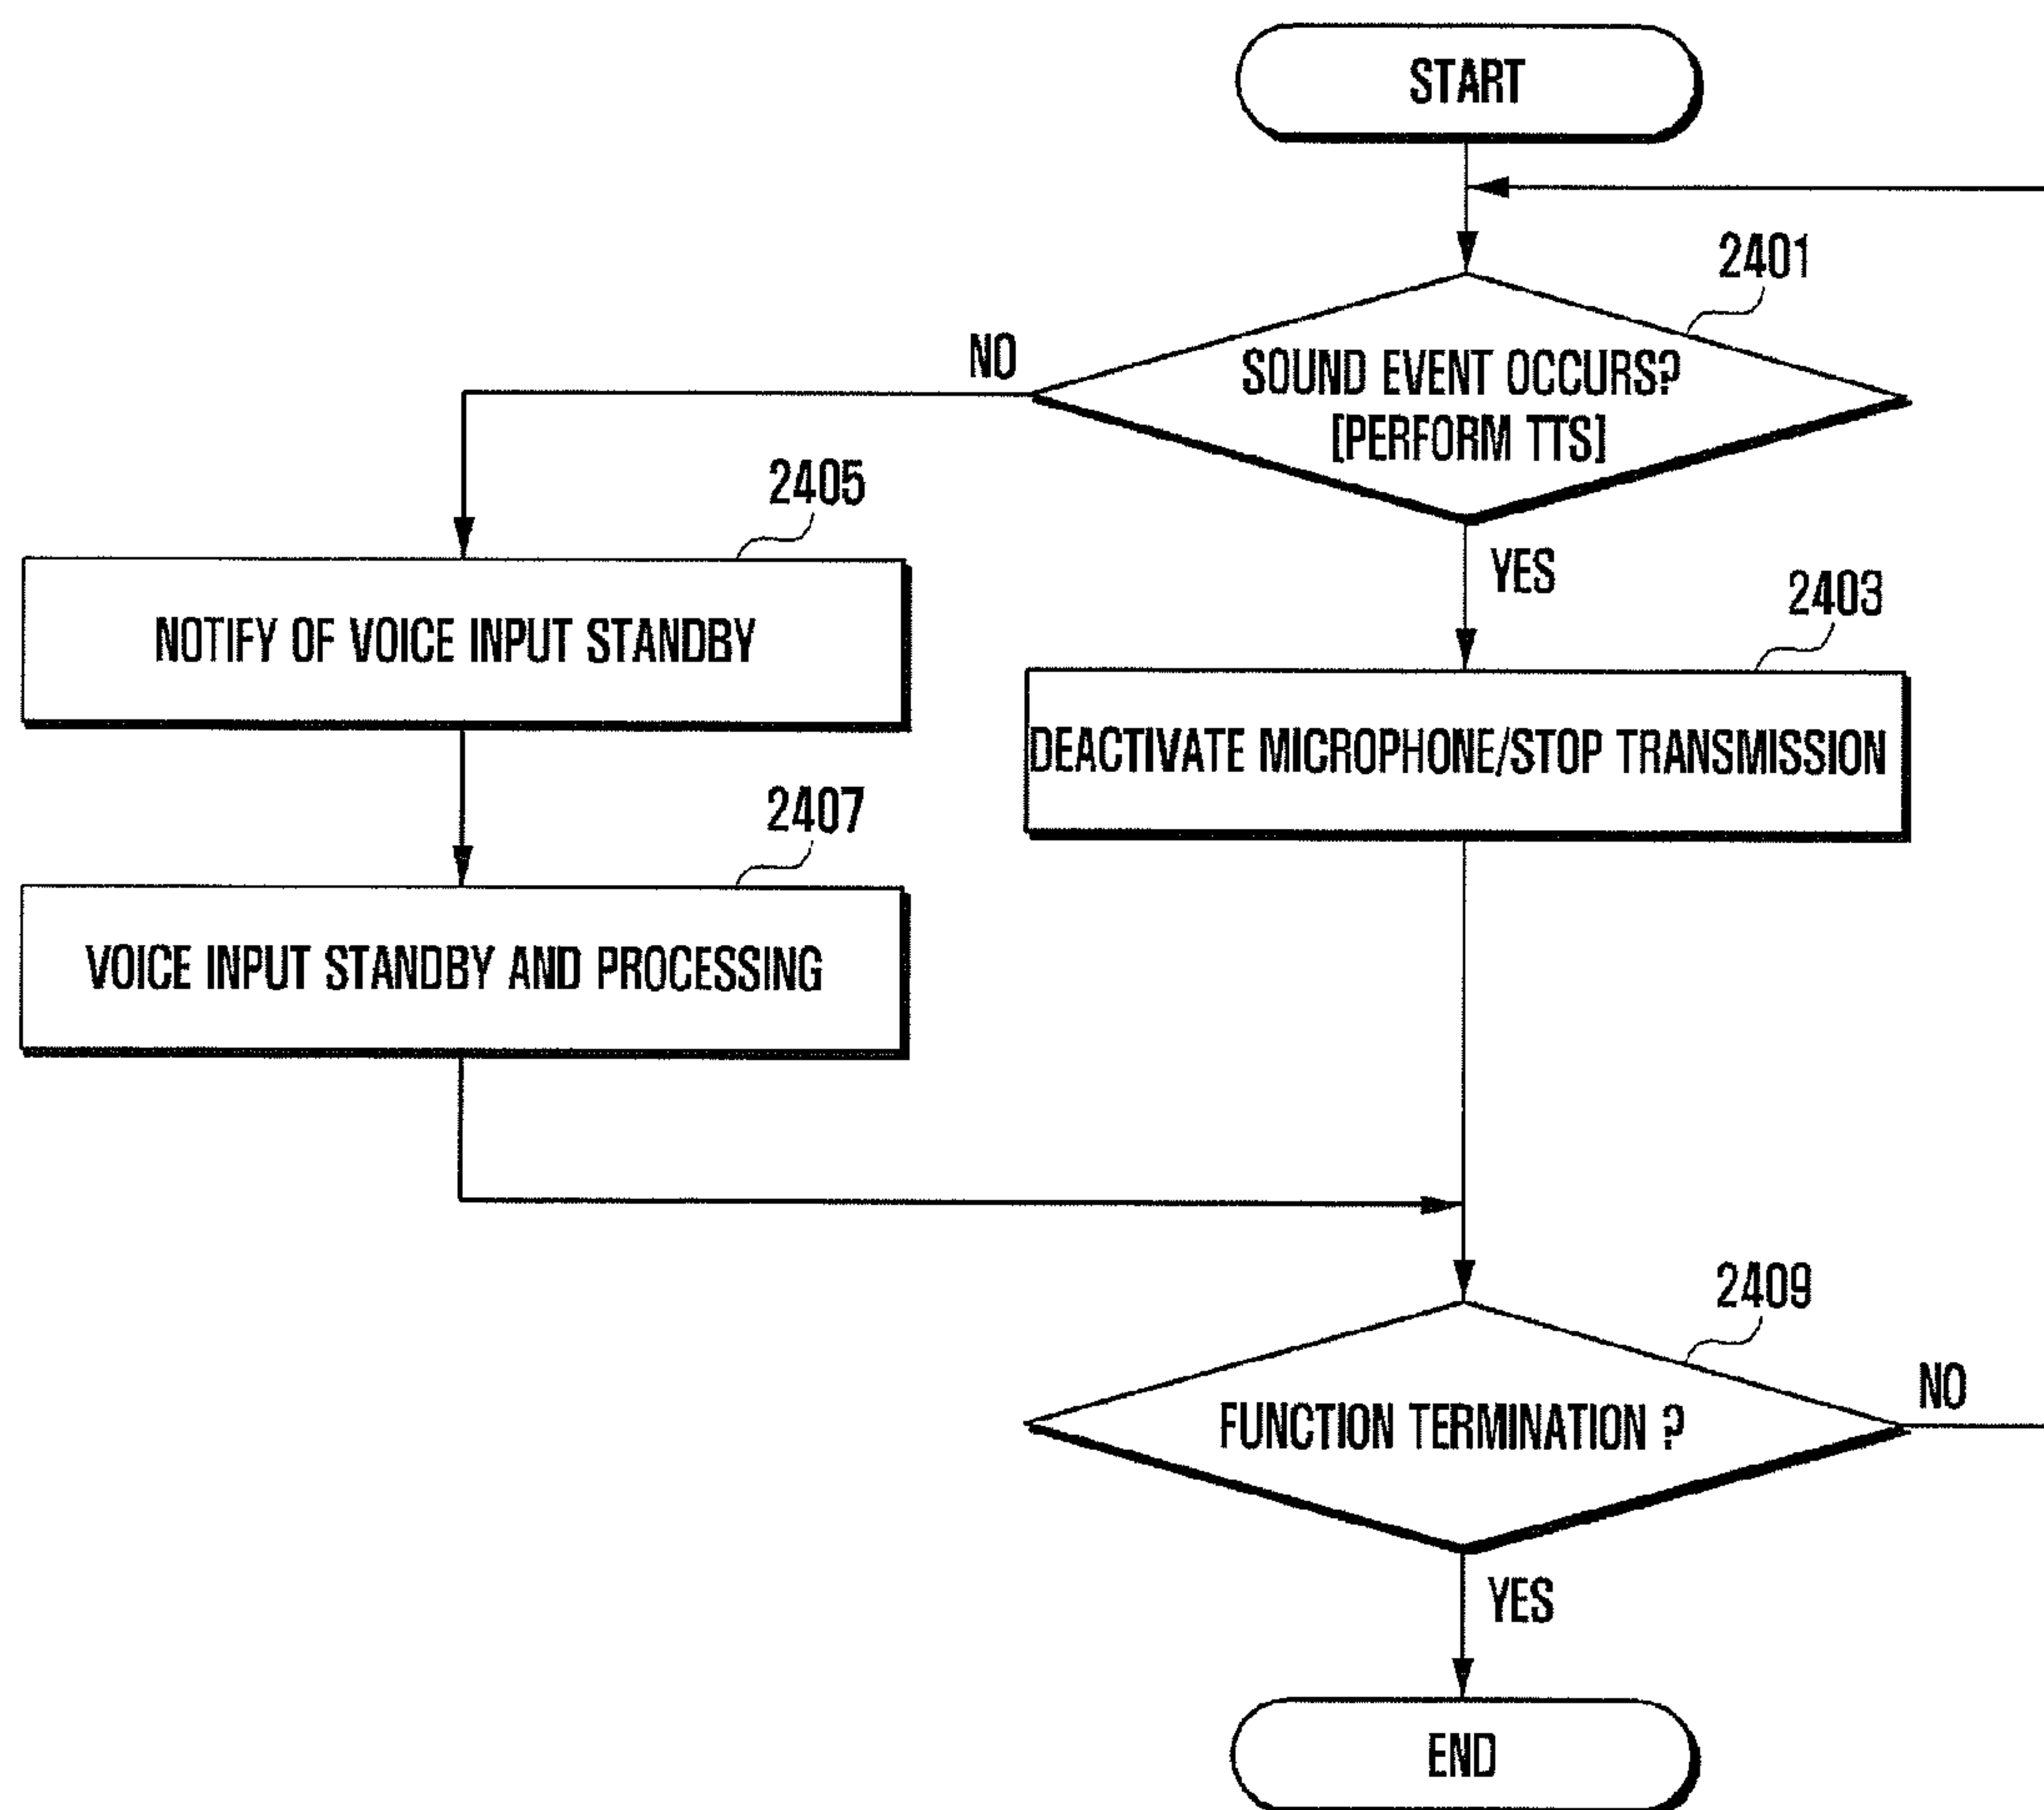 START
2401
NO
SOUND EVENT OCCURS?
[PERFORM TTS]
2405
YES
2403
NOTIFY OF VOICE INPUT STANDBY
DEACTIVATE MICROPHONE/STOP TRANSMISSION
2407
VOICE INPUT STANDBY AND PROCESSING
2409
NO
FUNCTION TERMINATION ?
YES
END